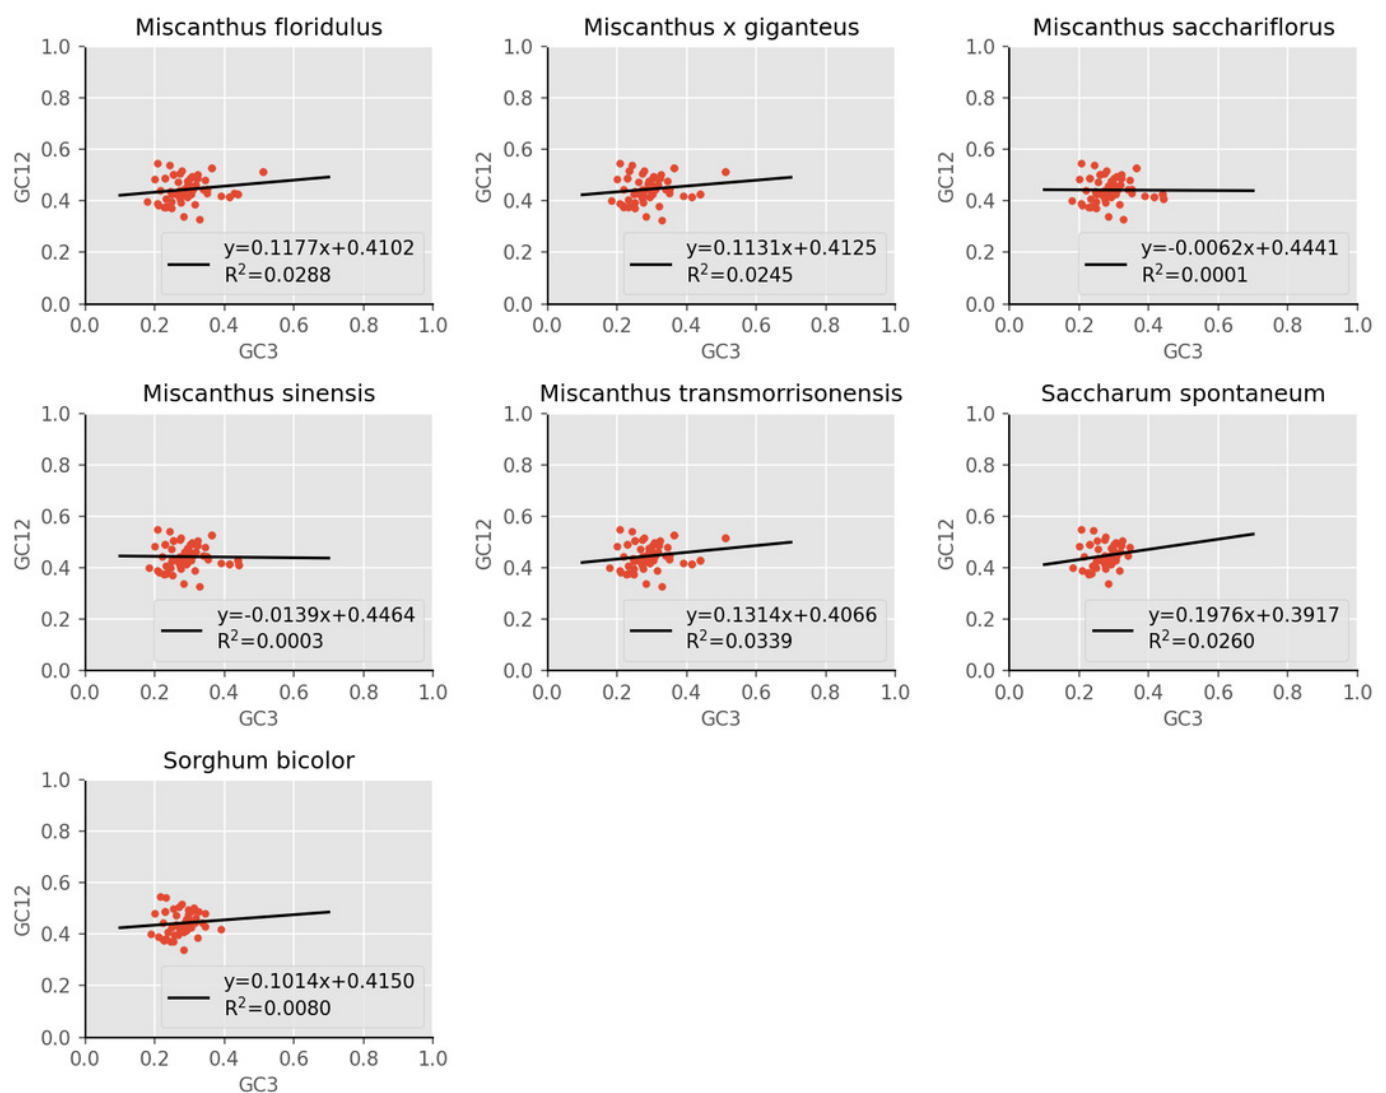 Miscanthus floridulus
1.0
0.8
0.6
0.4
0.2
0.0
GC12
y=0.1177x+0.4102
R²=0.0288
0.0 0.2 0.4 0.6 0.8 1.0
GC3
Miscanthus x giganteus
1.0
0.8
0.6
0.4
0.2
0.0
GC12
y=0.1131x+0.4125
R²=0.0245
0.0 0.2 0.4 0.6 0.8 1.0
GC3
Miscanthus sacchariflorus
1.0
0.8
0.6
0.4
0.2
0.0
GC12
y=-0.0062x+0.4441
R²=0.0001
0.0 0.2 0.4 0.6 0.8 1.0
GC3
Miscanthus sinensis
1.0
0.8
0.6
0.4
0.2
0.0
GC12
y=-0.0139x+0.4464
R²=0.0003
0.0 0.2 0.4 0.6 0.8 1.0
GC3
Miscanthus transmorrisonensis
1.0
0.8
0.6
0.4
0.2
0.0
GC12
y=0.1314x+0.4066
R²=0.0339
0.0 0.2 0.4 0.6 0.8 1.0
GC3
Saccharum spontaneum
1.0
0.8
0.6
0.4
0.2
0.0
GC12
y=0.1976x+0.3917
R²=0.0260
0.0 0.2 0.4 0.6 0.8 1.0
GC3
Sorghum bicolor
1.0
0.8
0.6
0.4
0.2
0.0
GC12
y=0.1014x+0.4150
R²=0.0080
0.0 0.2 0.4 0.6 0.8 1.0
GC3